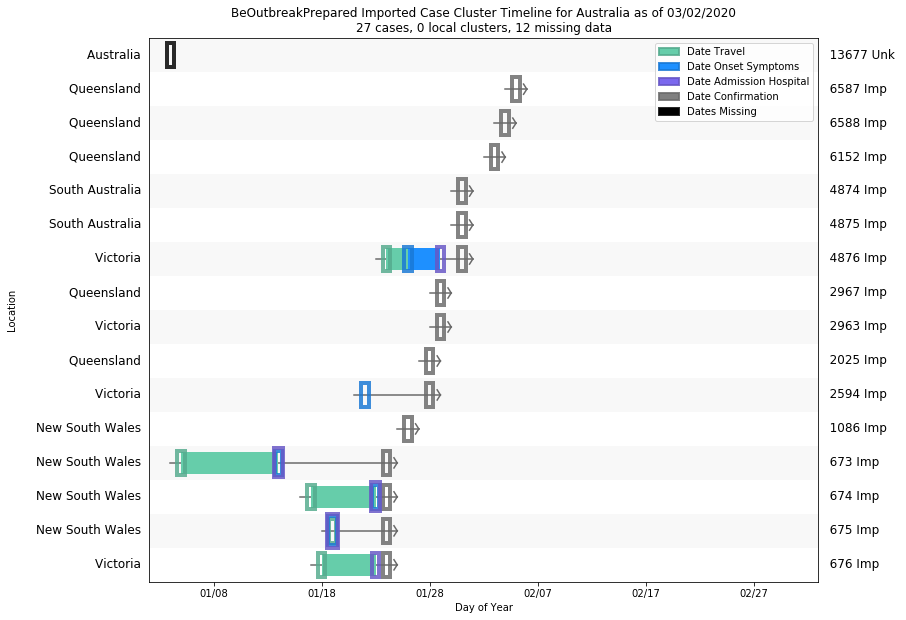 BeOutbreakPrepared Imported Case Cluster Timeline for Australia as of 03/02/2020
27 cases, 0 local clusters, 12 missing data
Date Travel
Date Onset Symptoms
Date Admission Hospital
Date Confirmation
Dates Missing
Australia 13677 Unk
Queensland 6587 Imp
Queensland 6588 Imp
Queensland 6152 Imp
South Australia 4874 Imp
South Australia 4875 Imp
Victoria 4876 Imp
Queensland 2967 Imp
Victoria 2963 Imp
Queensland 2025 Imp
Victoria 2594 Imp
New South Wales 1086 Imp
New South Wales 673 Imp
New South Wales 674 Imp
New South Wales 675 Imp
Victoria 676 Imp
Location
01/08 01/18 01/28 02/07 02/17 02/27
Day of Year